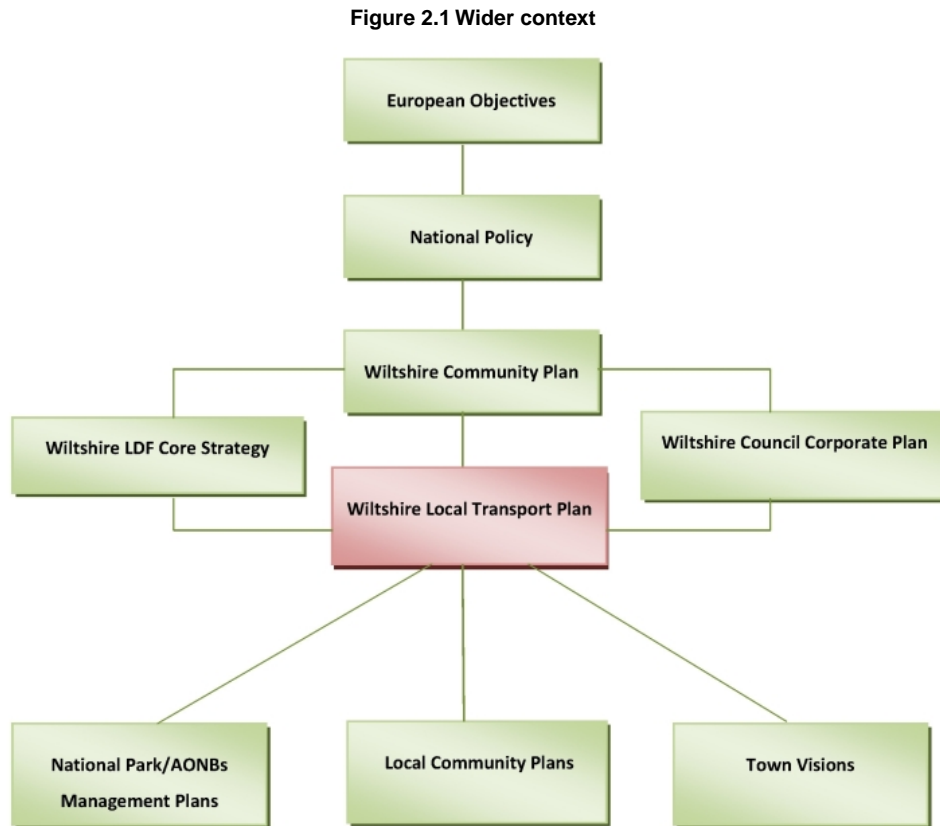 Figure 2.1 Wider context
European Objectives
National Policy
Wiltshire Community Plan
Wiltshire LDF Core Strategy
Wiltshire Council Corporate Plan
Wiltshire Local Transport Plan
National Park/AONBs
Management Plans
Local Community Plans
Town Visions